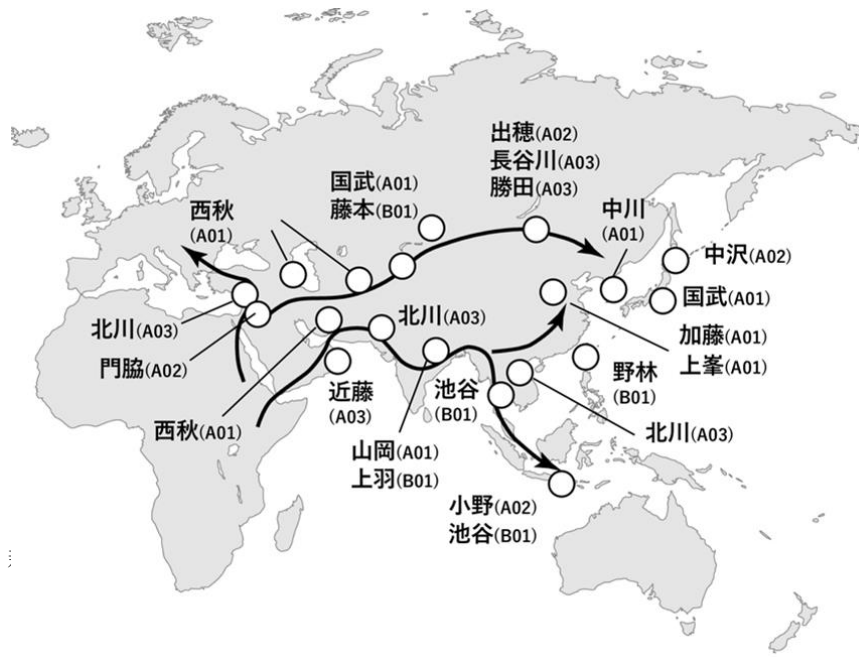 出穂(A02)
長谷川(A03)
勝田(A03)
国武(A01)
藤本(B01)
西秋
(A01)
中川
(A01)
中沢(A02)
国武(A01)
北川(A03)
門脇(A02)
北川(A03)
加藤(A01)
上峯(A01)
西秋(A01)
近藤
(A03)
池谷
(B01)
野林
(B01)
北川(A03)
山岡(A01)
上羽(B01)
小野(A02)
池谷(B01)